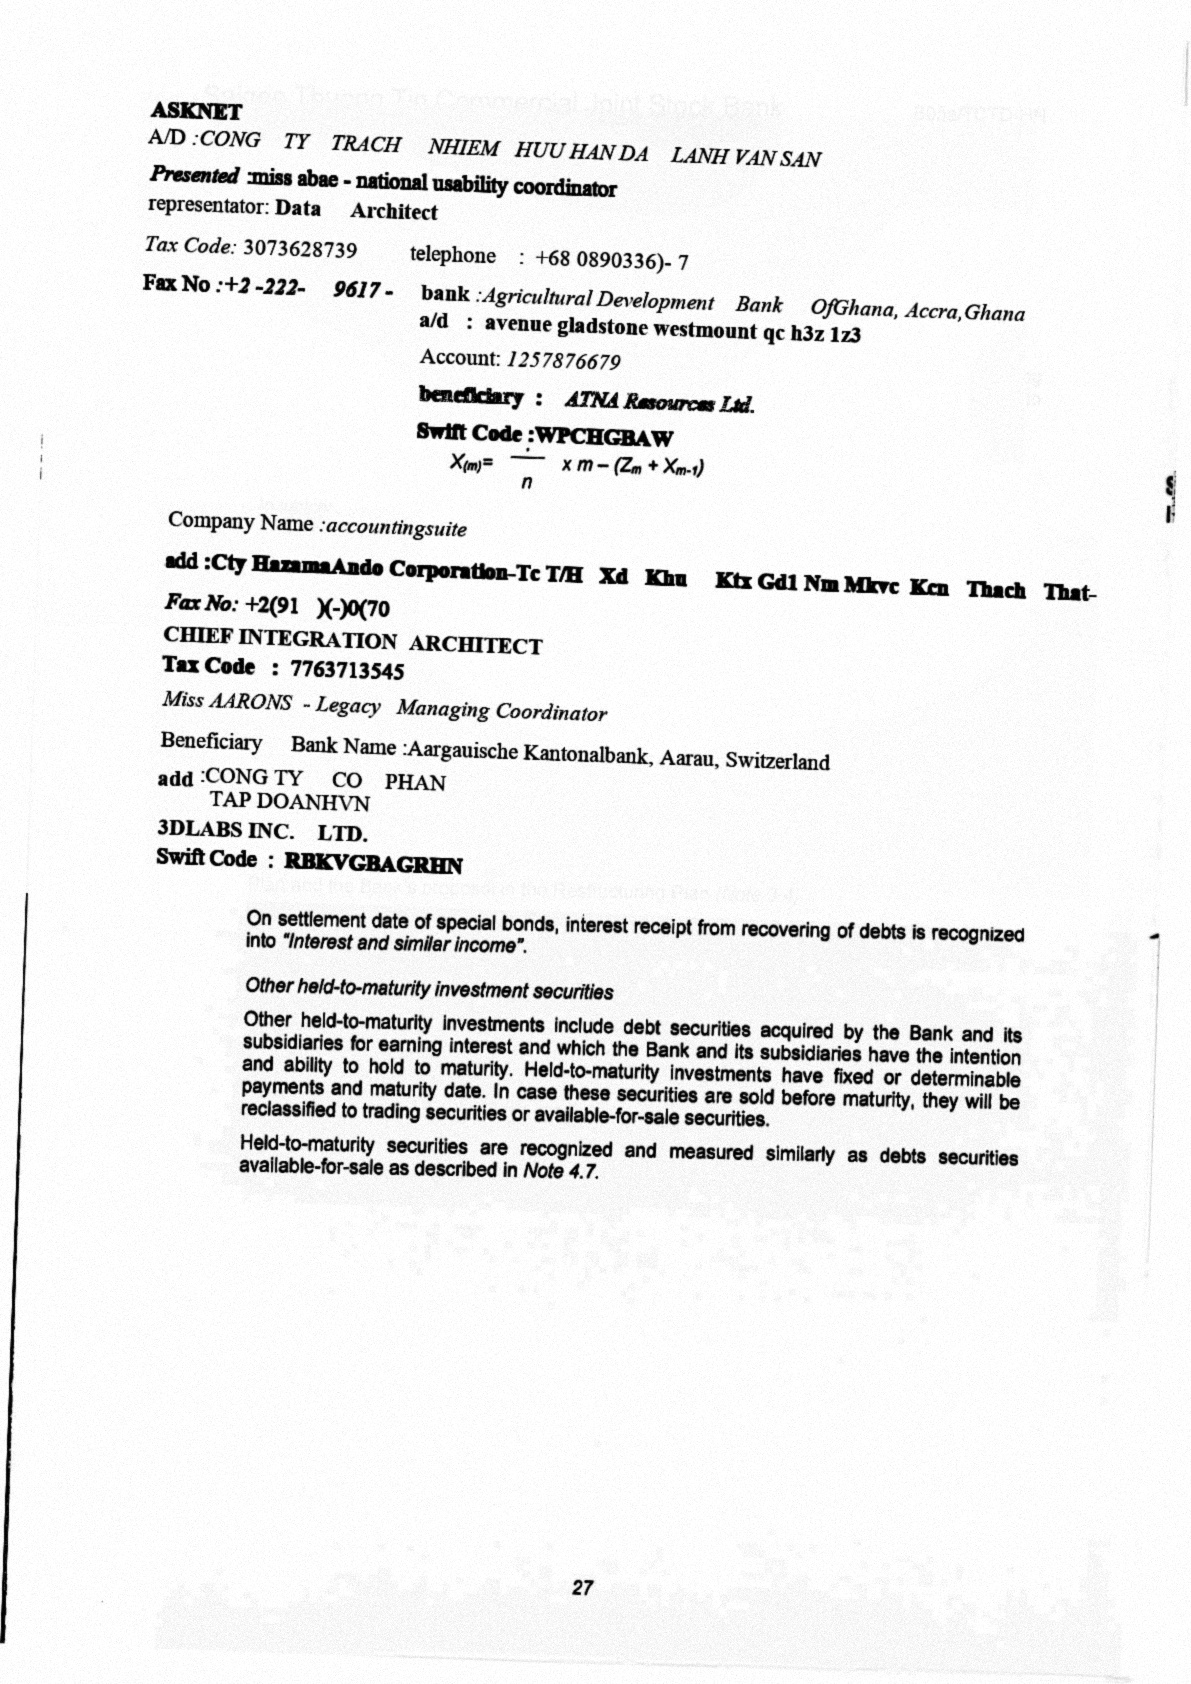 ASKNET
A/D :CONG TY TRACH NHIEM HUU HAN DA LANH VAN SAN
Presented :miss abae - national usability coordinator
representator: Data Architect
Tax Code: 3073628739 telephone : +68 0890336)- 7
Fax No :+2 -222- 9617 - bank :Agricultural Development Bank OfGhana, Accra,Ghana
a/d : avenue gladstone westmount qc h3z 1z3
Account: 1257876679
beneficiary : ATNA Resources Ltd.
Swift Code :WPCHGBAW
X(m)= n x m – (Zm + Xm-1)
Company Name :accountingsuite
add :Cty HazamaAndo Corporation-Tc T/H Xd Khu Ktx Gd1 Nm Mkvc Kcn Thach That-
Fax No: +2(91 )(-)0(70
CHIEF INTEGRATION ARCHITECT
Tax Code : 7763713545
Miss AARONS - Legacy Managing Coordinator
Beneficiary Bank Name :Aargauische Kantonalbank, Aarau, Switzerland
add :CONG TY CO PHAN
TAP DOANHVN
3DLABS INC. LTD.
Swift Code : RBKVGBAGRHN
On settlement date of special bonds, interest receipt from recovering of debts is recognized
into "Interest and similar income".
Other held-to-maturity investment securities
Other held-to-maturity investments include debt securities acquired by the Bank and its
subsidiaries for earning interest and which the Bank and its subsidiaries have the intention
and ability to hold to maturity. Held-to-maturity investments have fixed or determinable
payments and maturity date. In case these securities are sold before maturity, they will be
reclassified to trading securities or available-for-sale securities.
Held-to-maturity securities are recognized and measured similarly as debts securities
available-for-sale as described in Note 4.7.
27